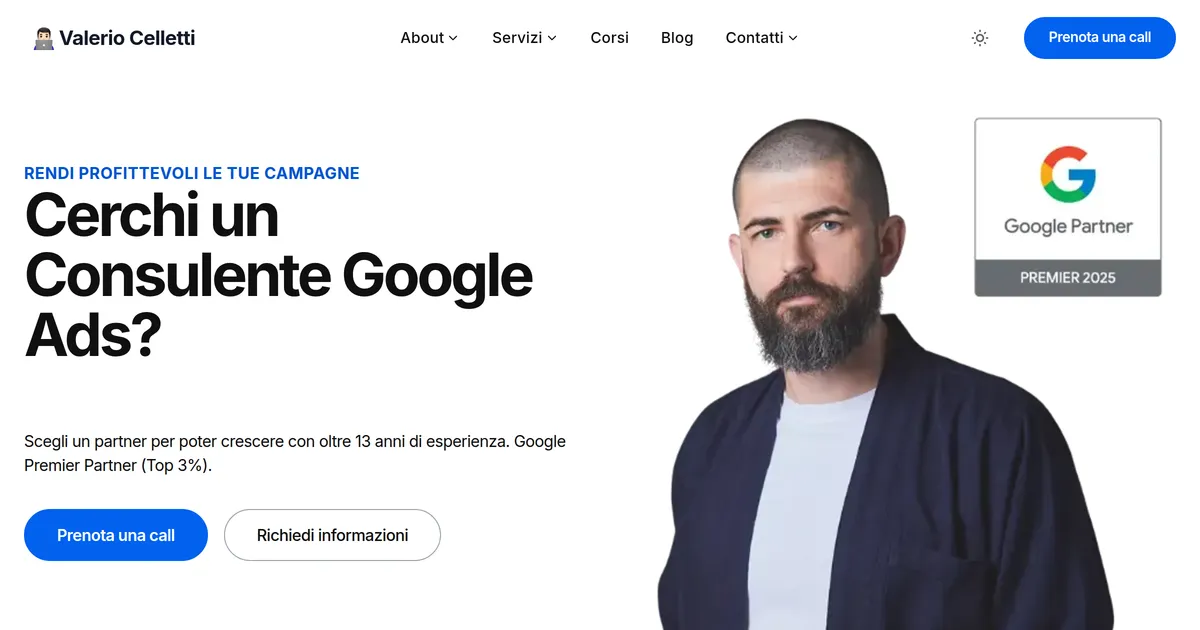 Valerio Celletti
About
Servizi
Corsi
Blog
Contatti
Prenota una call
RENDI PROFITTEVOLI LE TUE CAMPAGNE
Cerchi un
Consulente Google
Ads?
Scegli un partner per poter crescere con oltre 13 anni di esperienza. Google
Premier Partner (Top 3%).
Prenota una call
Richiedi informazioni
Google Partner
PREMIER 2025